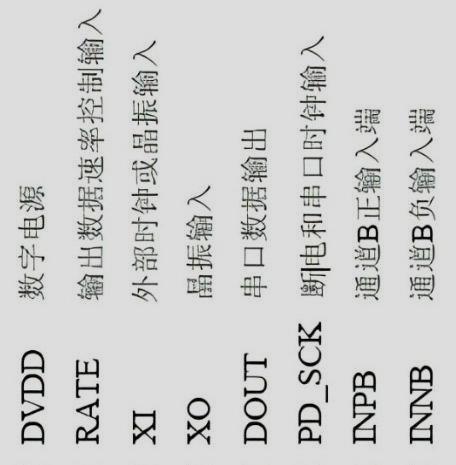 DVDD 数字电源
RATE 输出数据速率控制输入
XI 外部时钟或晶振输入
XO 晶振输入
DOUT 串口数据输出
PD_SCK 断电和串口时钟输入
INPB 通道B正输入端
INNB 通道B负输入端